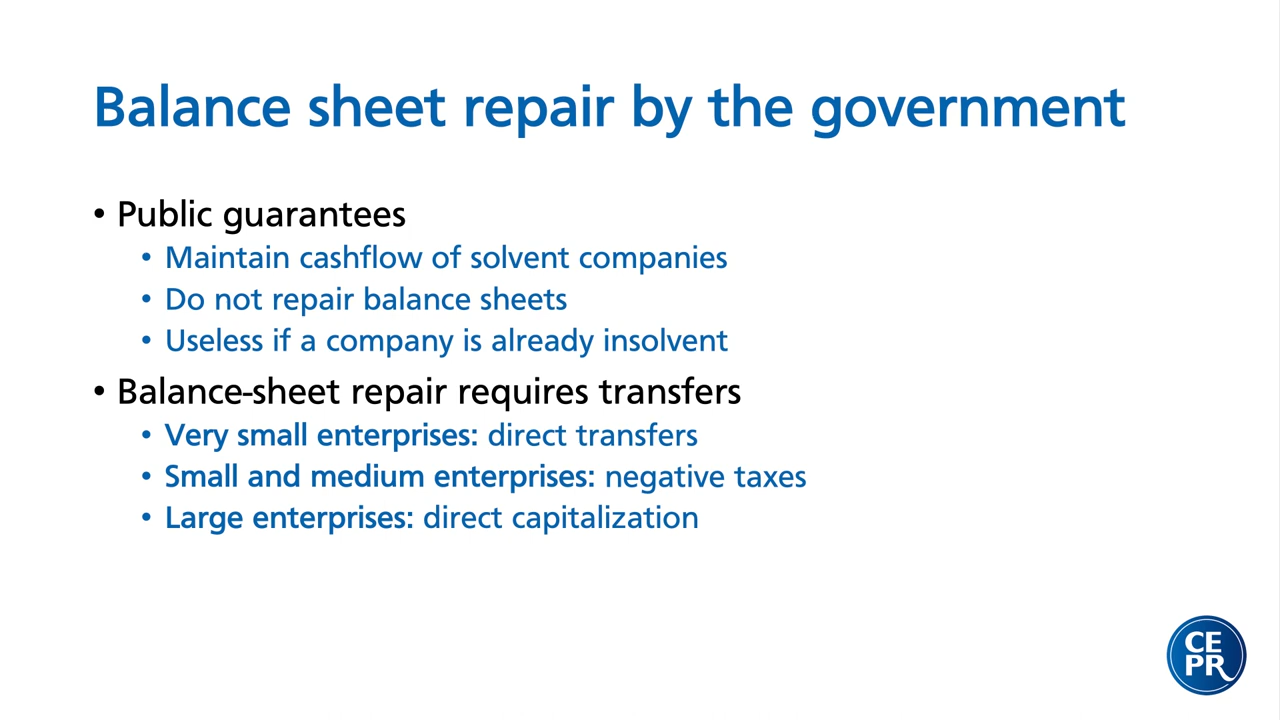 Balance sheet repair by the government
• Public guarantees
• Maintain cashflow of solvent companies
• Do not repair balance sheets
• Useless if a company is already insolvent
• Balance-sheet repair requires transfers
• Very small enterprises: direct transfers
• Small and medium enterprises: negative taxes
• Large enterprises: direct capitalization
CE
PR